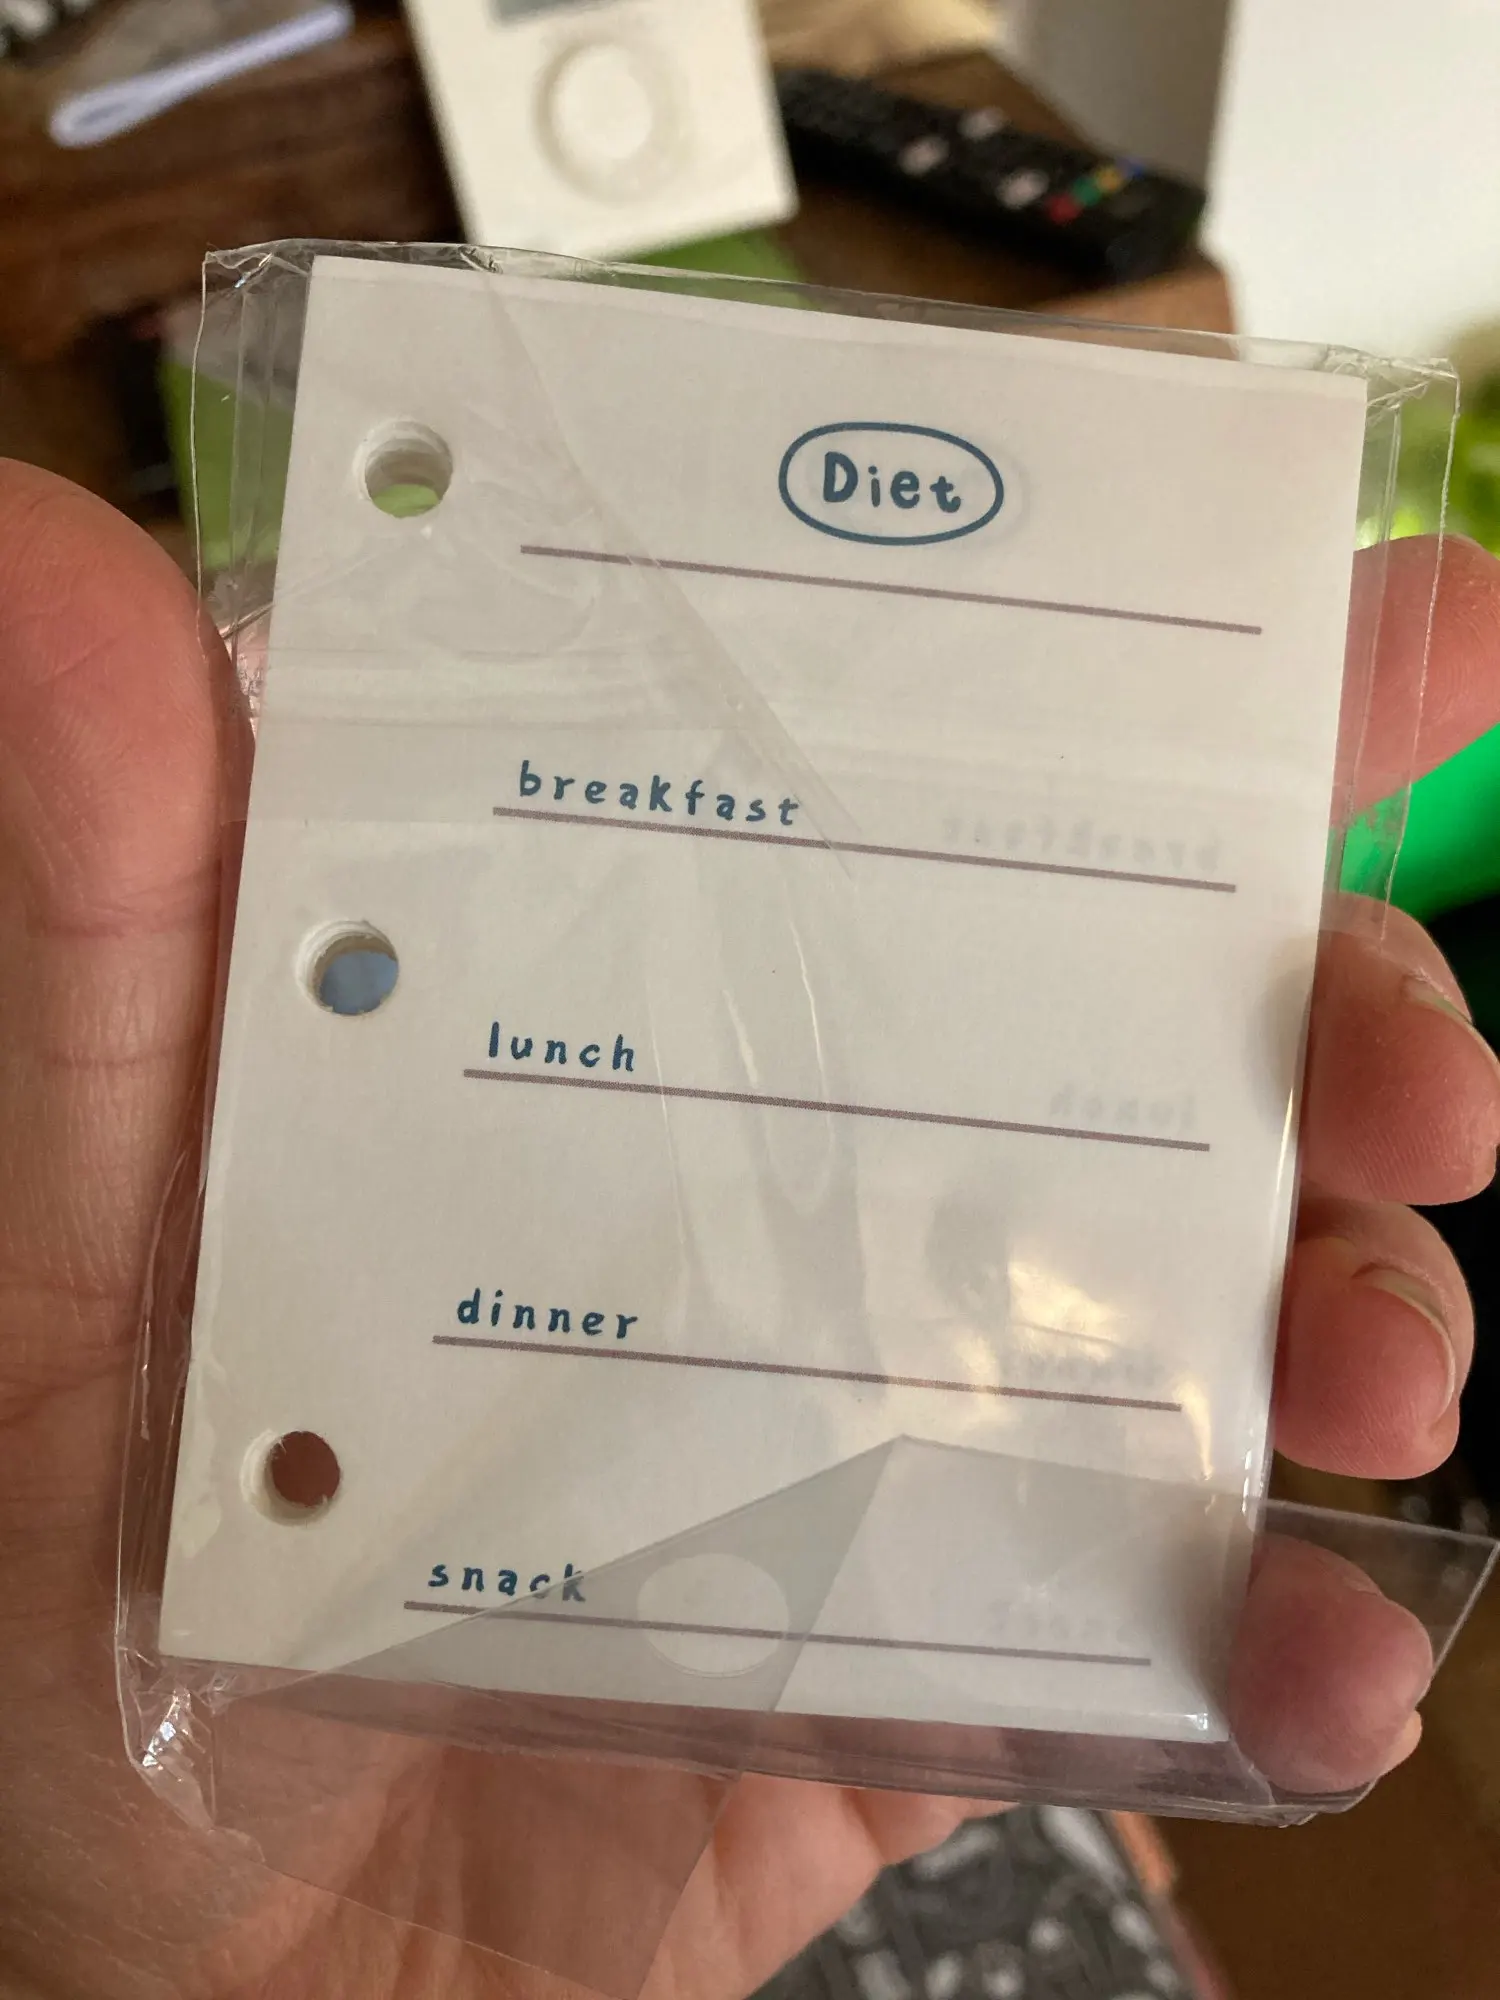 Diet
breakfast
lunch
dinner
snack